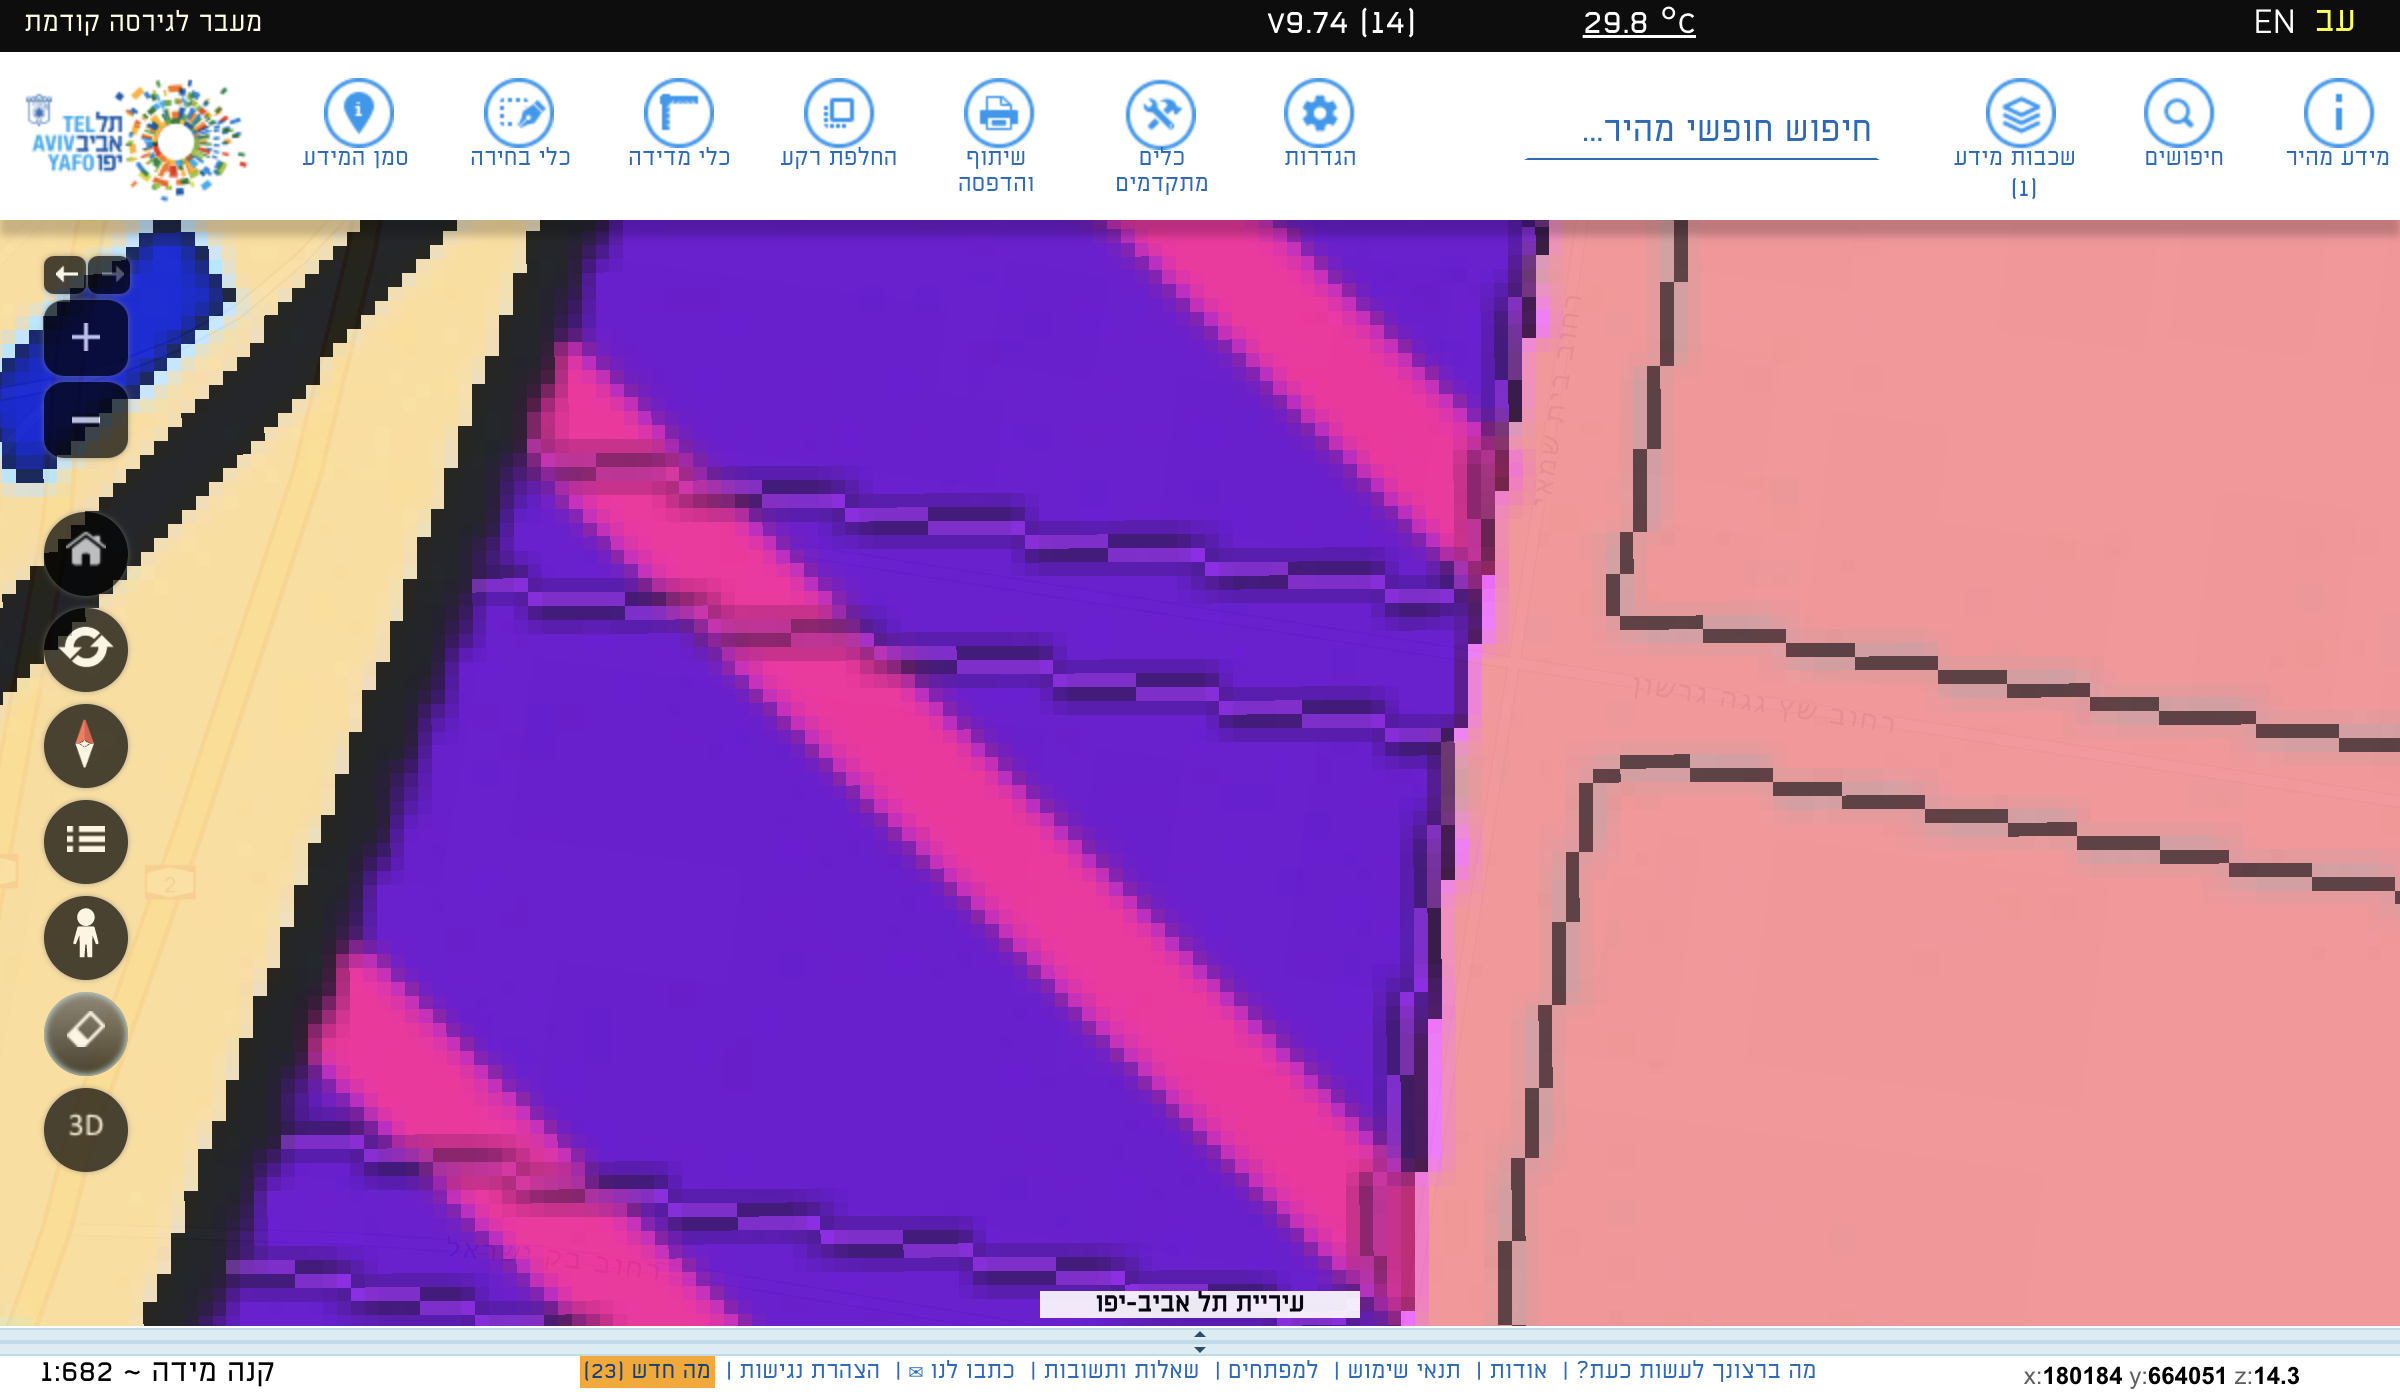 מעבר לגירסה קודמת
V9.74 (14)
29.8 °C
EN עב
תל אביב יפו
TEL AVIV YAFO
סמן המידע
כלי בחירה
כלי מדידה
החלפת רקע
שיתוף והדפסה
כלים מתקדמים
הגדרות
חיפוש חופשי מהיר...
שכבות מידע (1)
חיפושים
מידע מהיר
רחוב בית שמאי
רחוב שץ גגה גרשון
2
3D
רחוב בק ישראל
עיריית תל אביב-יפו
קנה מידה ~ 1:682
מה ברצונך לעשות כעת? | אודות | תנאי שימוש | למפתחים | שאלות ותשובות | כתבו לנו ✉ | הצהרת נגישות | מה חדש (23)
x:180184 y:664051 z:14.3